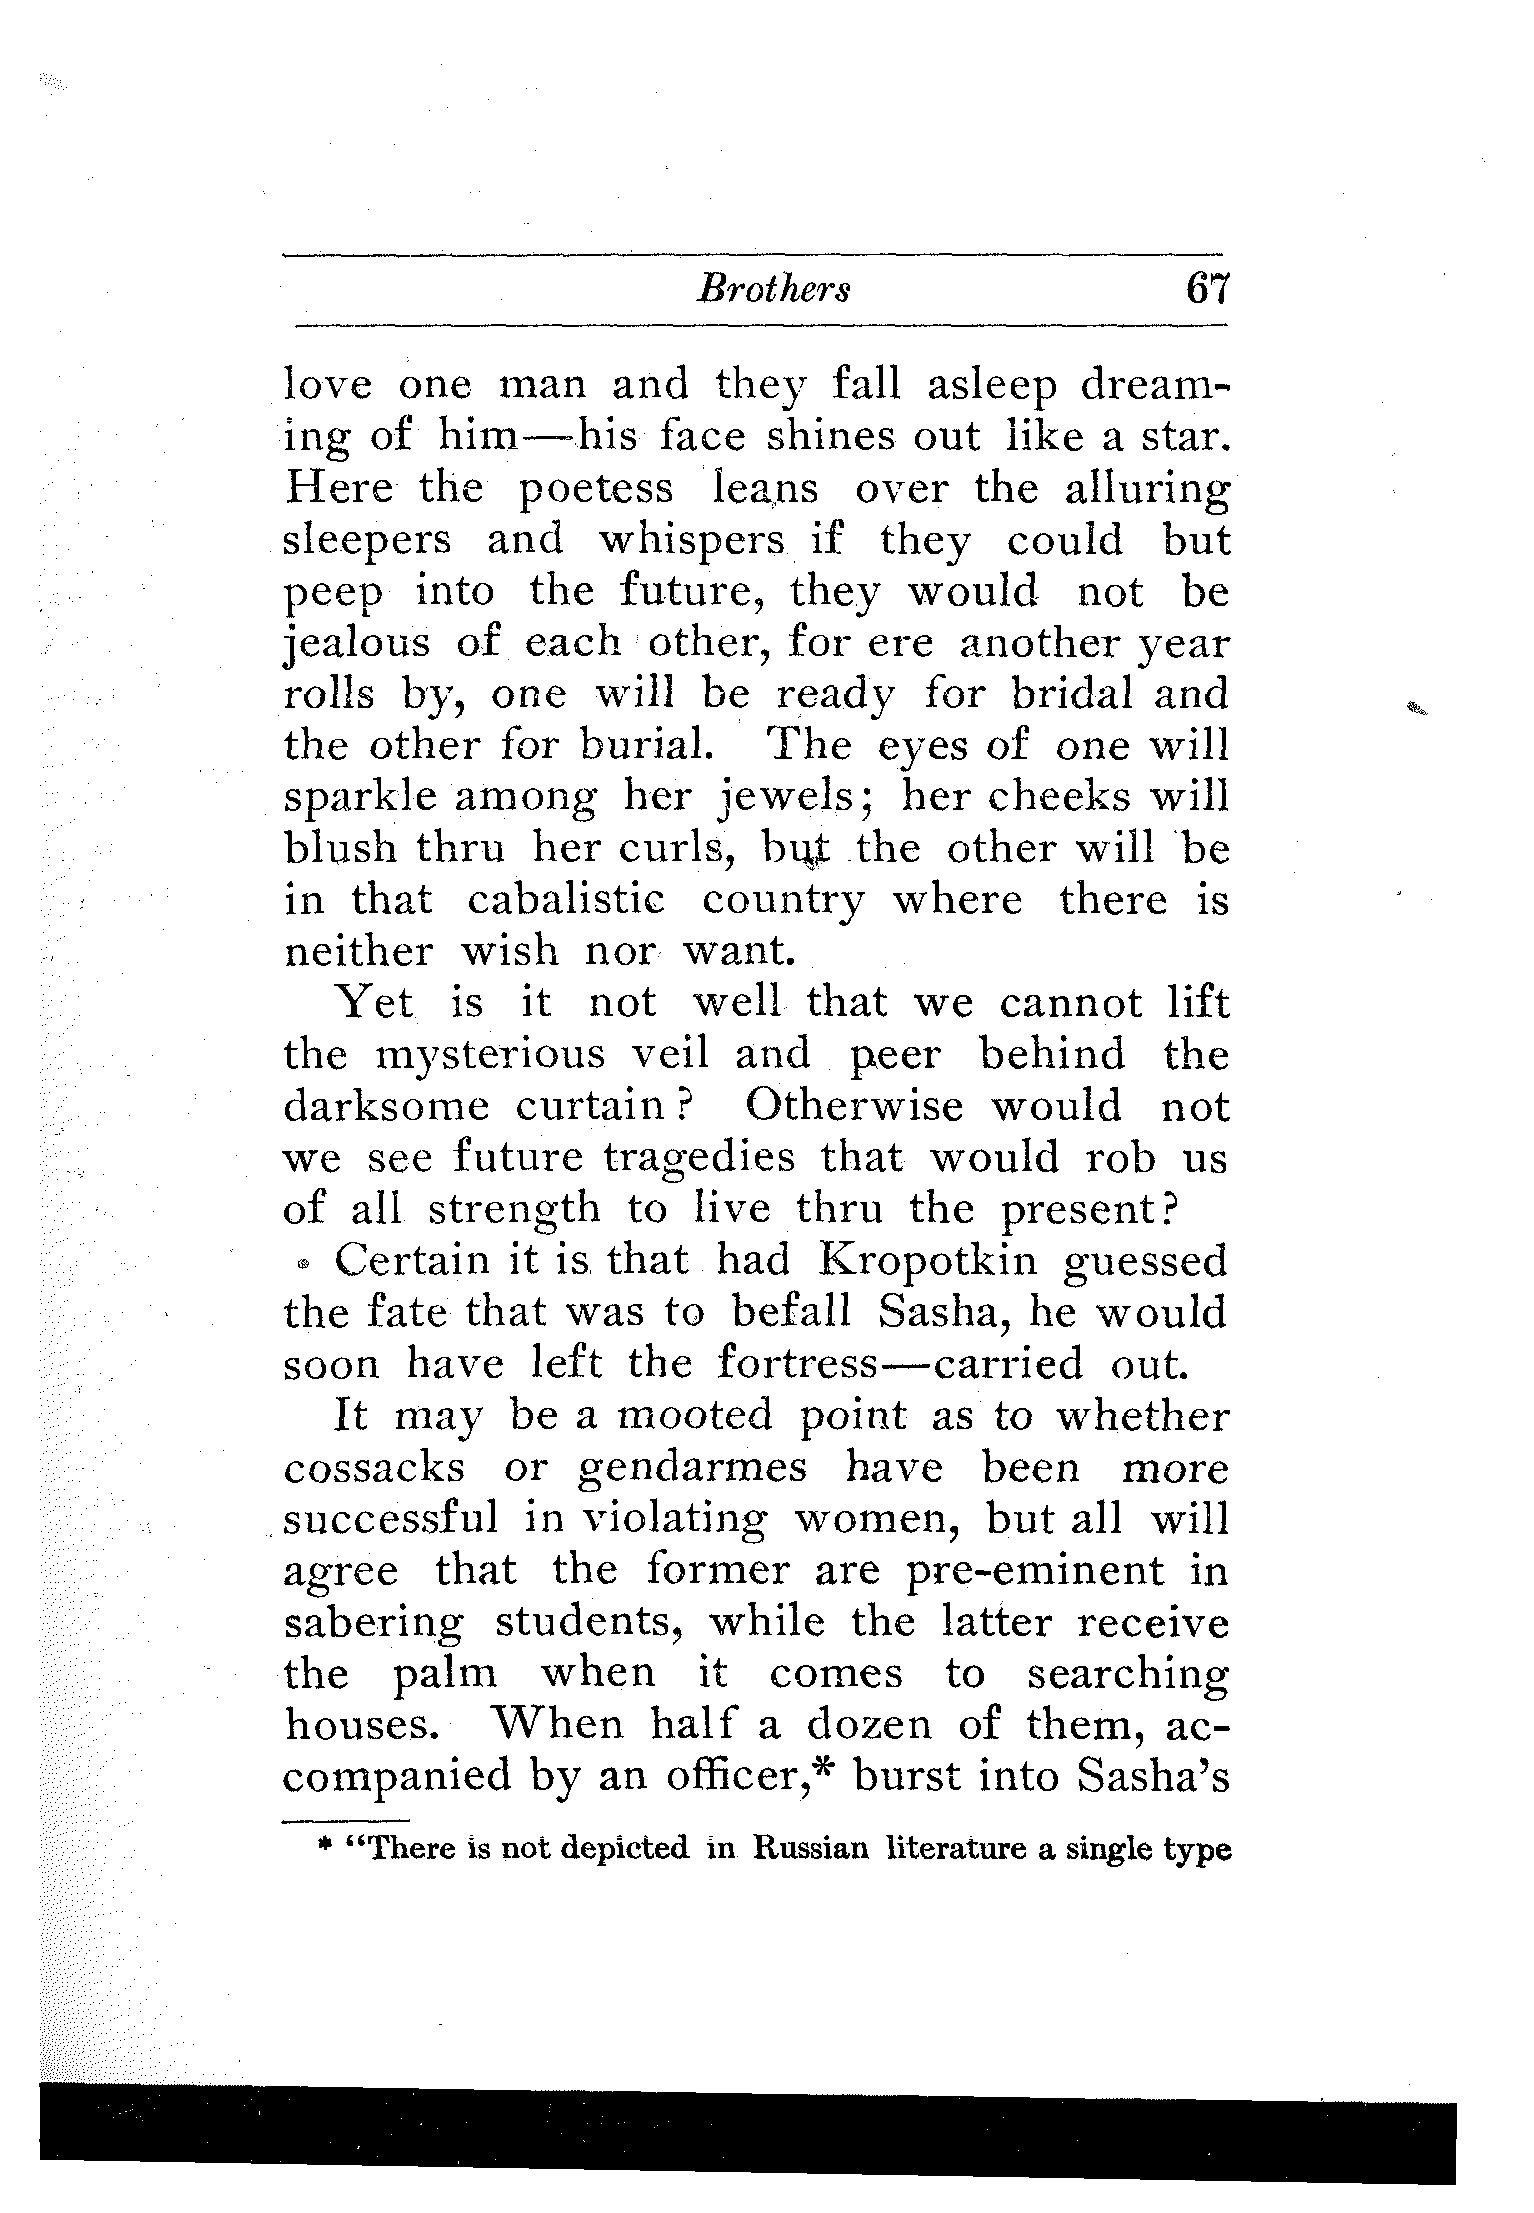 Brothers 67
love one man and they fall asleep dream-
ing of him—his face shines out like a star.
Here the poetess leans over the alluring
sleepers and whispers if they could but
peep into the future, they would not be
jealous of each other, for ere another year
rolls by, one will be ready for bridal and
the other for burial. The eyes of one will
sparkle among her jewels; her cheeks will
blush thru her curls, but the other will be
in that cabalistic country where there is
neither wish nor want.
Yet is it not well that we cannot lift
the mysterious veil and peer behind the
darksome curtain? Otherwise would not
we see future tragedies that would rob us
of all strength to live thru the present?
Certain it is that had Kropotkin guessed
the fate that was to befall Sasha, he would
soon have left the fortress—carried out.
It may be a mooted point as to whether
cossacks or gendarmes have been more
successful in violating women, but all will
agree that the former are pre-eminent in
sabering students, while the latter receive
the palm when it comes to searching
houses. When half a dozen of them, ac-
companied by an officer,* burst into Sasha's
* "There is not depicted in Russian literature a single type